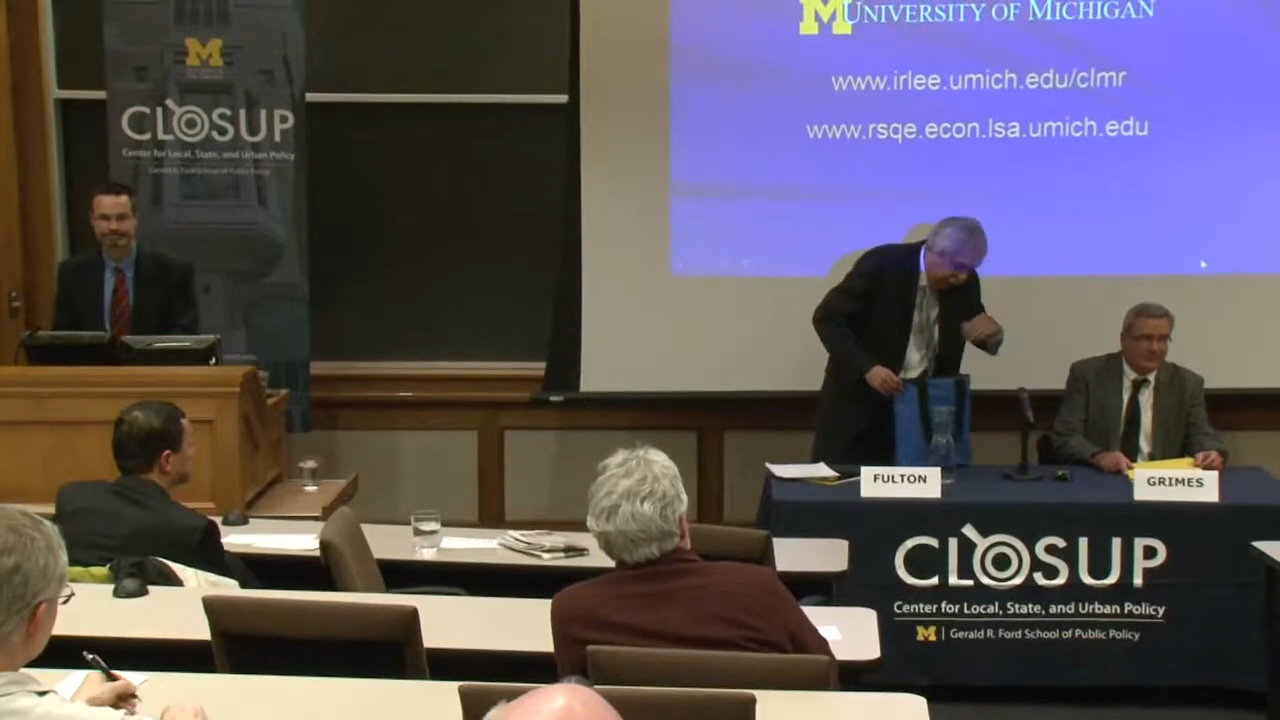 M
CLOSUP
Center for Local, State, and Urban Policy
Gerald R. Ford School of Public Policy
M UNIVERSITY OF MICHIGAN
www.irlee.umich.edu/clmr
www.rsqe.econ.lsa.umich.edu
FULTON
GRIMES
CLOSUP
Center for Local, State, and Urban Policy
M | Gerald R. Ford School of Public Policy